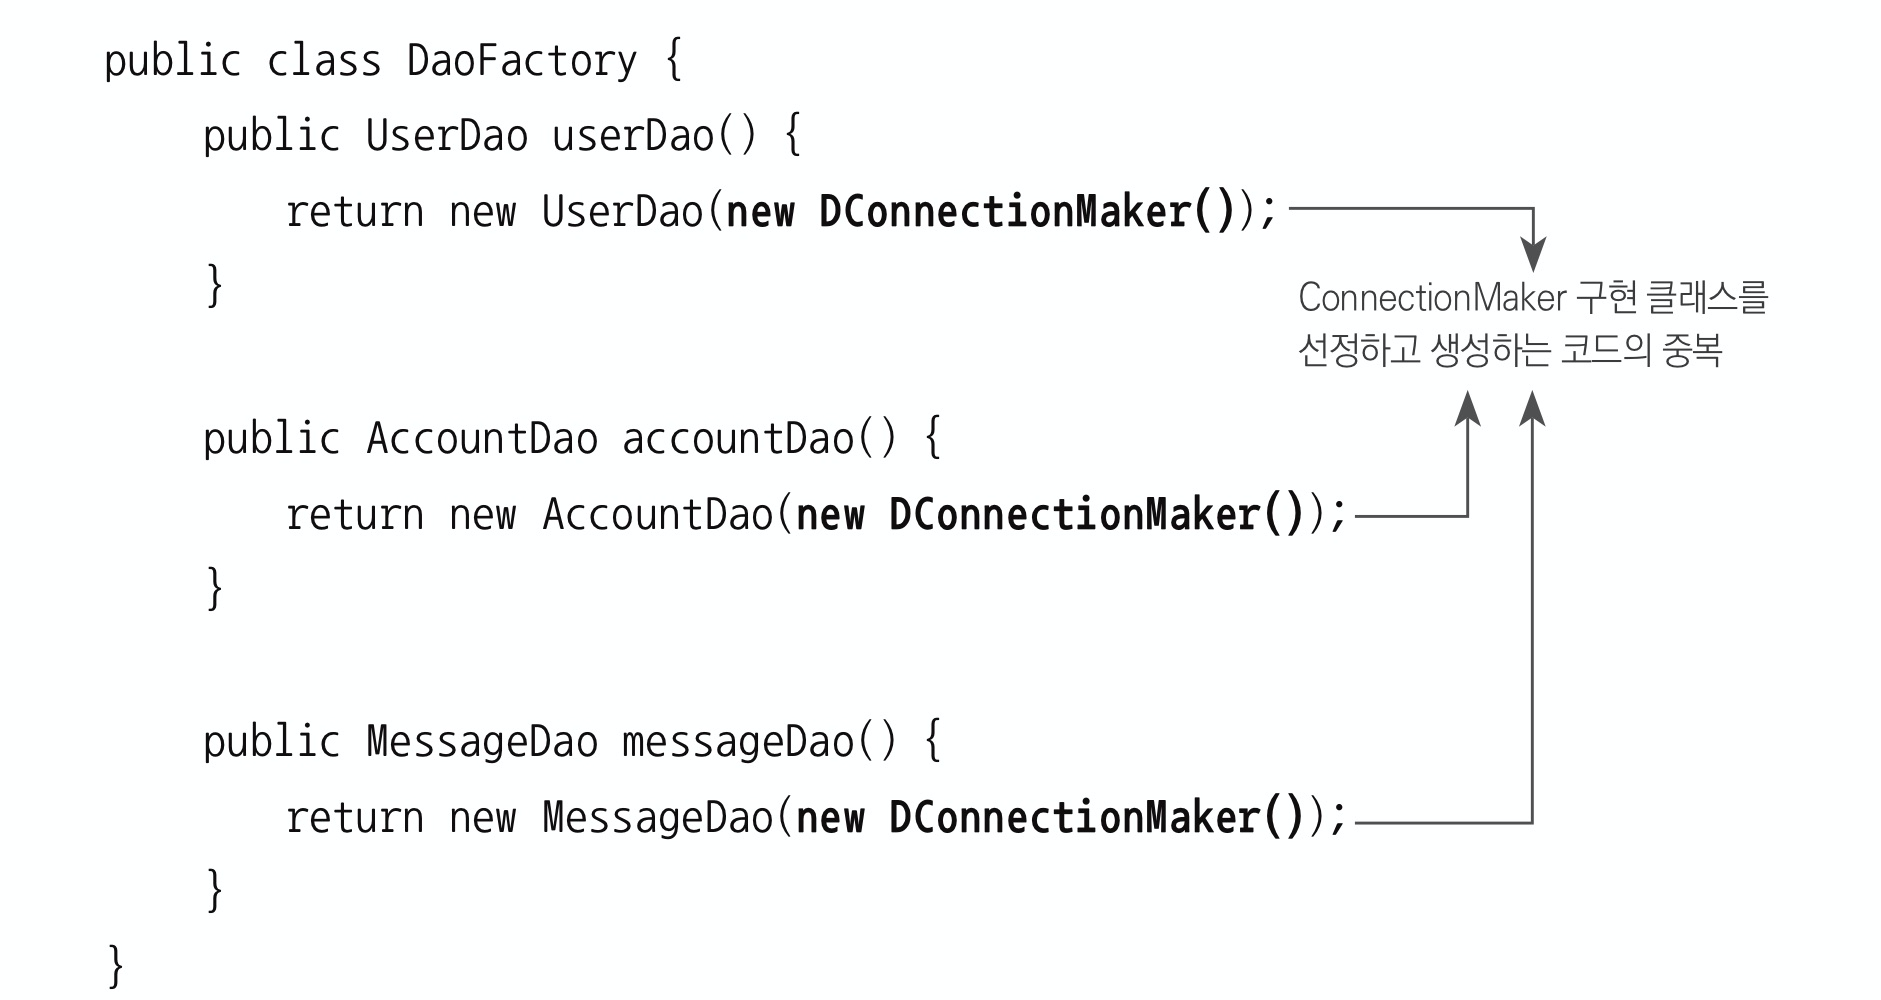 public class DaoFactory {
public UserDao userDao() {
return new UserDao(new DConnectionMaker());
}
ConnectionMaker 구현 클래스를
선정하고 생성하는 코드의 중복
public AccountDao accountDao() {
return new AccountDao(new DConnectionMaker());
}
public MessageDao messageDao() {
return new MessageDao(new DConnectionMaker());
}
}